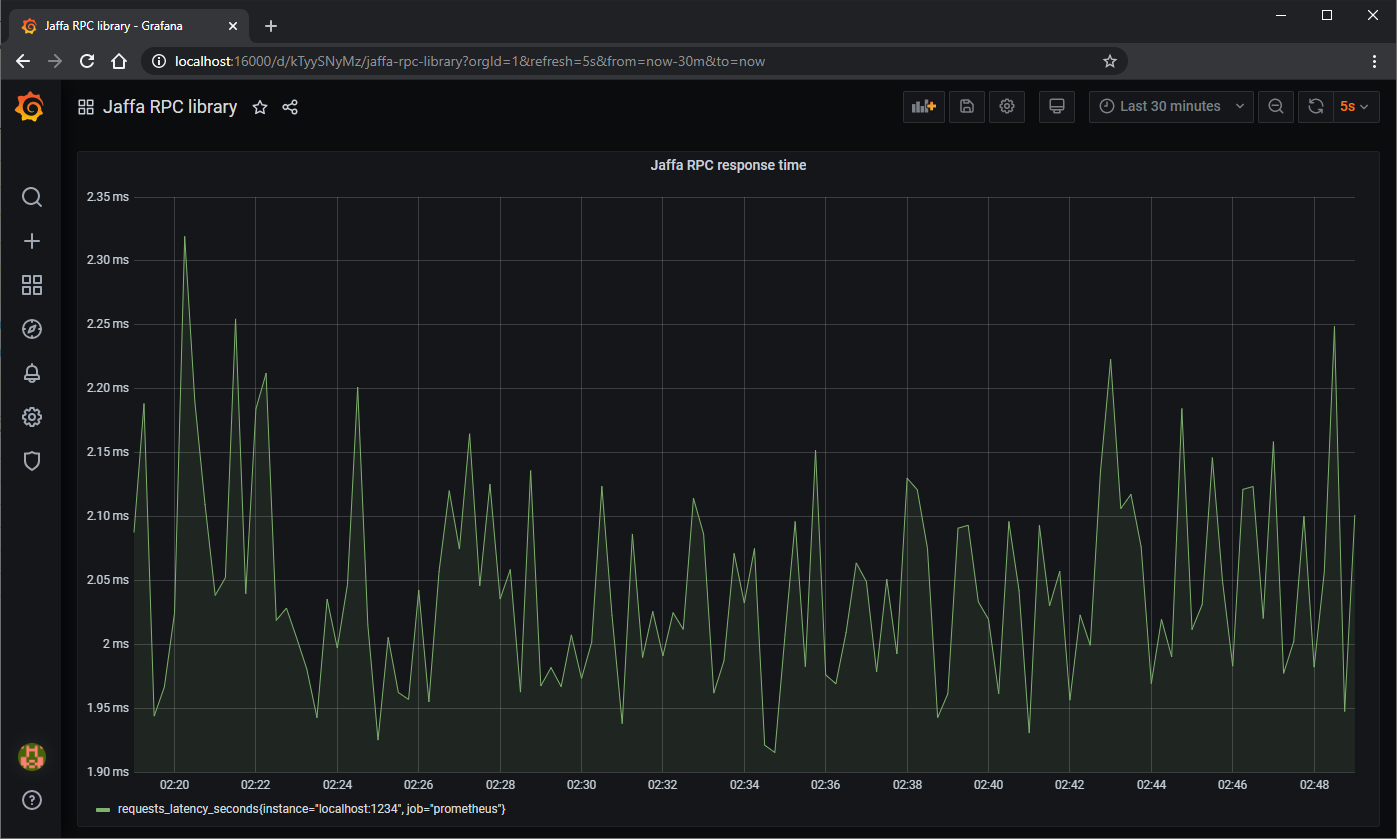 Jaffa RPC library - Grafana
localhost:16000/d/kTyySNyMz/jaffa-rpc-library?orgId=1&refresh=5s&from=now-30m&to=now
Jaffa RPC library
Last 30 minutes
5s
Jaffa RPC response time
2.35 ms
2.30 ms
2.25 ms
2.20 ms
2.15 ms
2.10 ms
2.05 ms
2 ms
1.95 ms
1.90 ms
02:20 02:22 02:24 02:26 02:28 02:30 02:32 02:34 02:36 02:38 02:40 02:42 02:44 02:46 02:48
requests_latency_seconds{instance="localhost:1234", job="prometheus"}